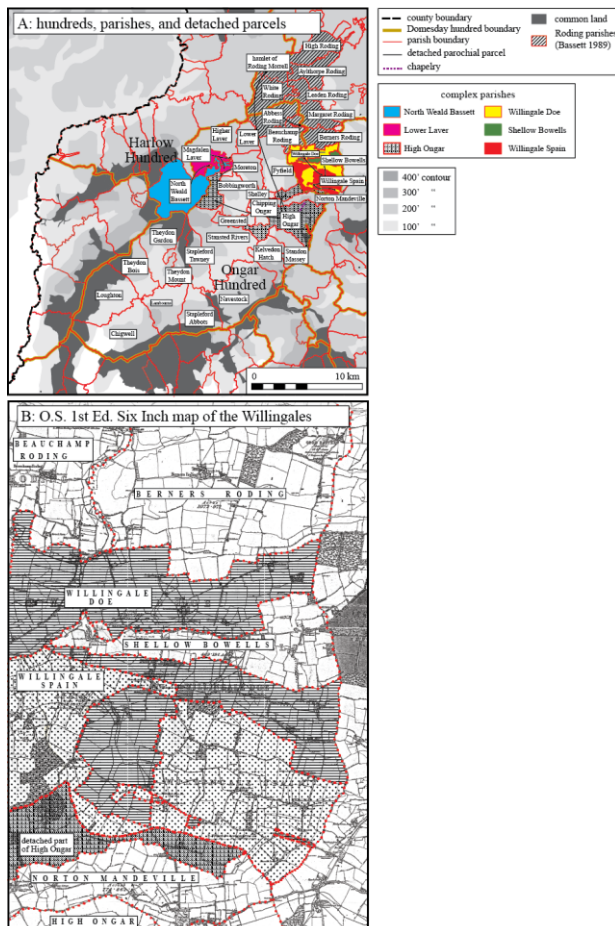 A: hundreds, parishes, and detached parcels
High Roding
hamlet of
Roding Morrell
Aylthorpe Roding
White
Roding
Leaden Roding
Abbess
Roding
Margaret Roding
Higher
Laver
Lower
Laver
Beauchamp
Roding
Berners Roding
Harlow
Hundred
Magdalen
Laver
Willingale Doe
Shellow Bowells
Moreton
Fyfield
North
Weald
Bassett
Bobbingworth
Shelley
Willingale Spain
Chipping
Ongar
Norton Mandeville
High
Ongar
Greensted
Theydon
Garnon
Stanford Rivers
Stapleford
Tawney
Kelvedon
Hatch
Standon
Massey
Theydon
Bois
Theydon
Mount
Ongar
Hundred
Loughton
Lambourne
Navestock
Stapleford
Abbots
Chigwell
0
10 km
county boundary
Domesday hundred boundary
parish boundary
detached parochial parcel
chapelry
common land
Roding parishes
(Bassett 1989)
complex parishes
North Weald Bassett
Willingale Doe
Lower Laver
Shellow Bowells
High Ongar
Willingale Spain
400' contour
300' "
200' "
100' "
B: O.S. 1st Ed. Six Inch map of the Willingales
BEAUCHAMP
RODING
BERNERS RODING
WILLINGALE
DOE
SHELLOW BOWELLS
WILLINGALE
SPAIN
detached part
of High Ongar
NORTON MANDEVILLE
HIGH ONGAR